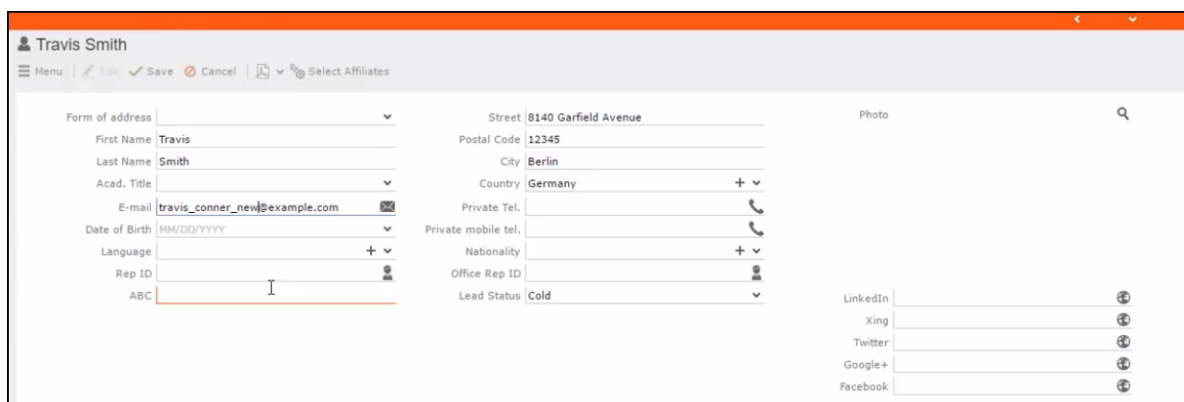 Travis Smith
Menu Edit Save Cancel Select Affiliates
Form of address
First Name Travis
Last Name Smith
Acad. Title
E-mail travis_conner_new@example.com
Date of Birth MM/DD/YYYY
Language
Rep ID
ABC
Street 8140 Garfield Avenue
Postal Code 12345
City Berlin
Country Germany
Private Tel.
Private mobile tel.
Nationality
Office Rep ID
Lead Status Cold
Photo
LinkedIn
Xing
Twitter
Google+
Facebook